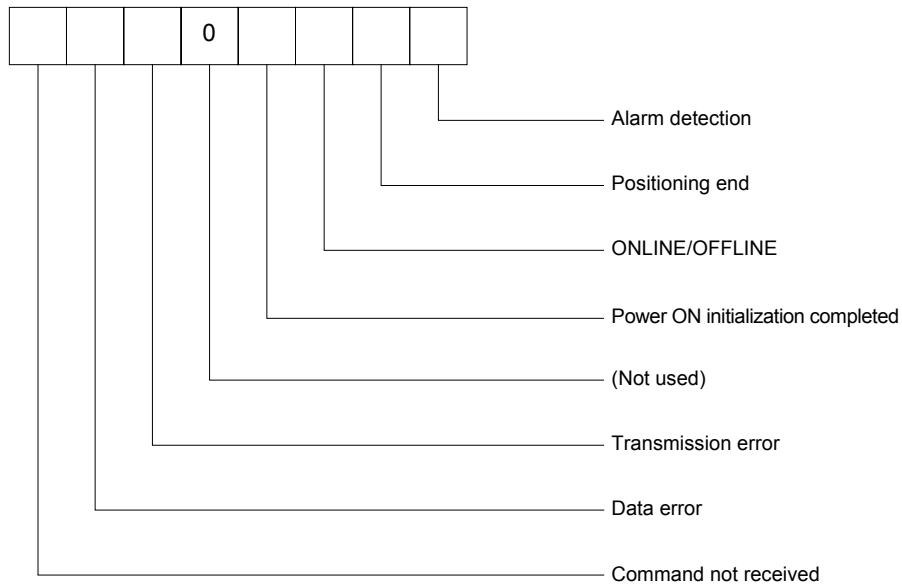 0
Alarm detection
Positioning end
ONLINE/OFFLINE
Power ON initialization completed
(Not used)
Transmission error
Data error
Command not received